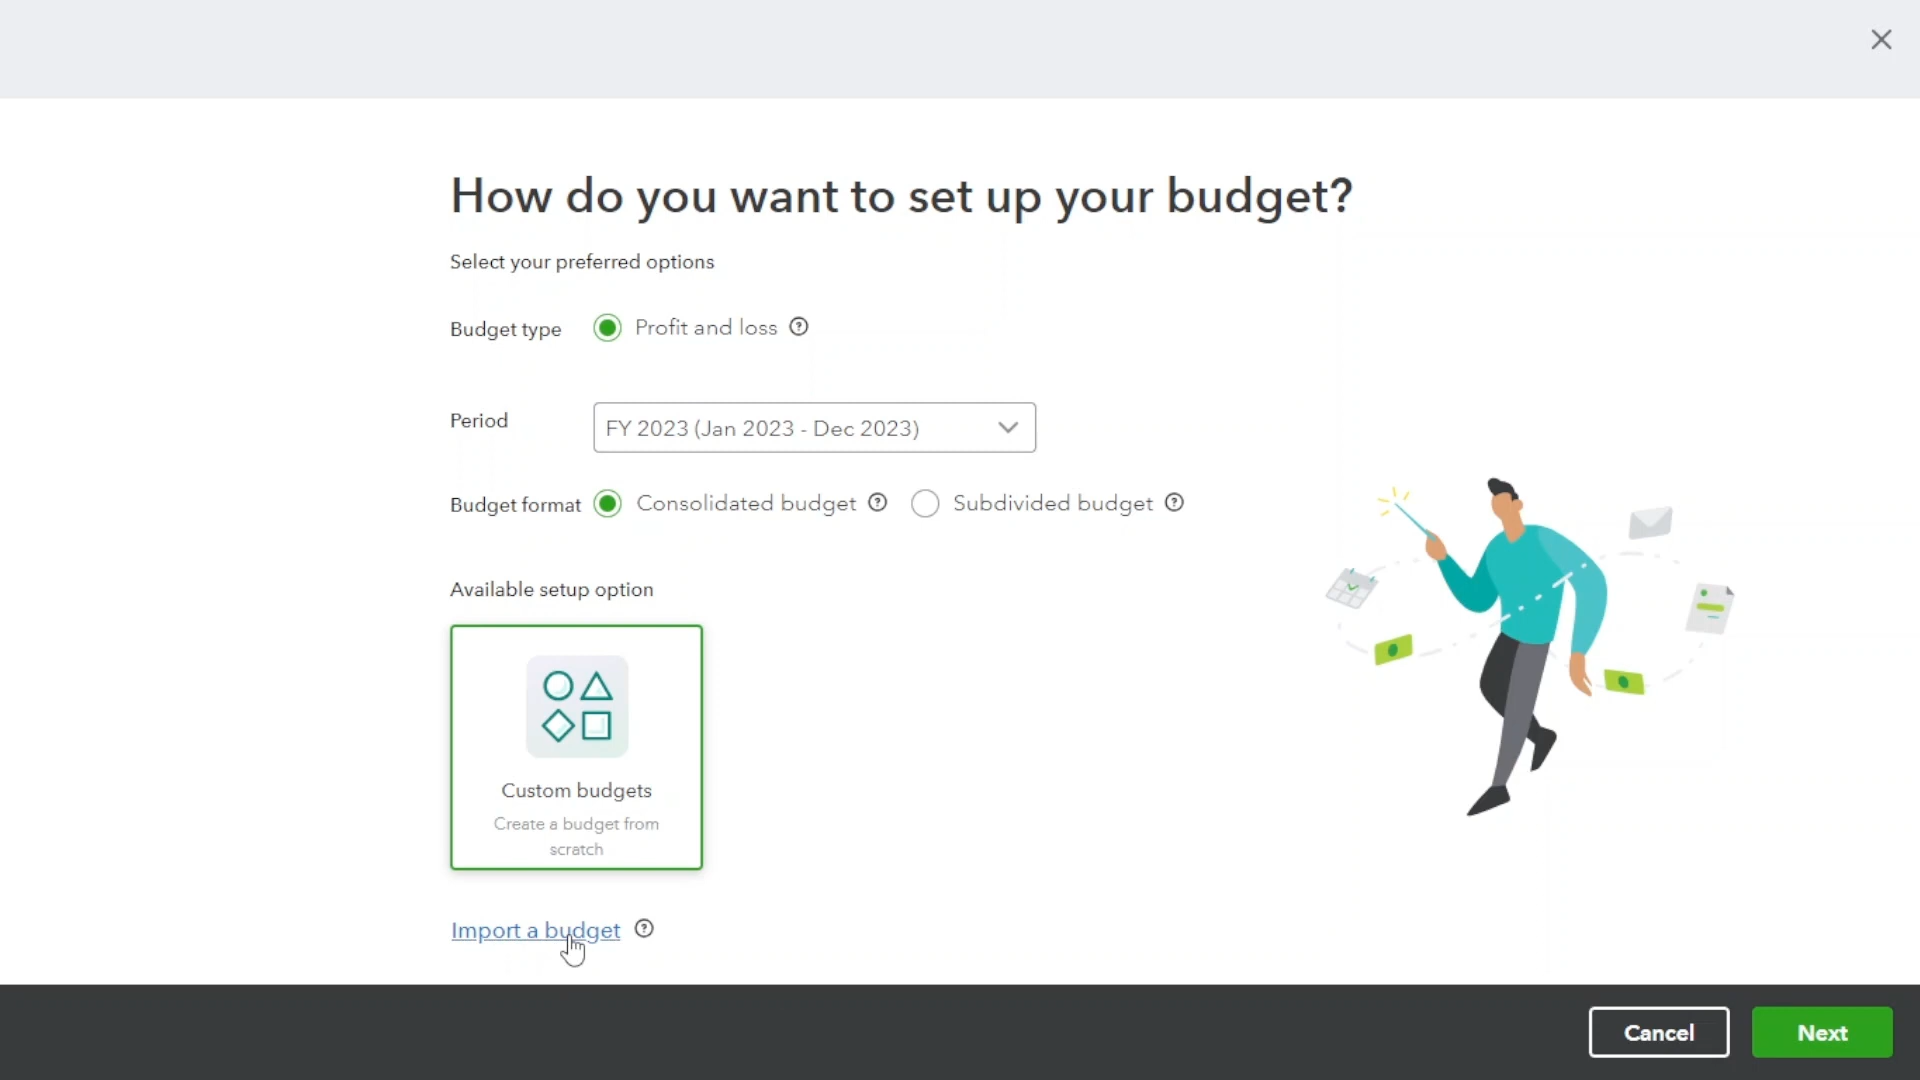 How do you want to set up your budget?
Select your preferred options
Budget type Profit and loss
Period FY 2023 (Jan 2023 - Dec 2023)
Budget format Consolidated budget Subdivided budget
Available setup option
Custom budgets
Create a budget from
scratch
Import a budget
Cancel Next